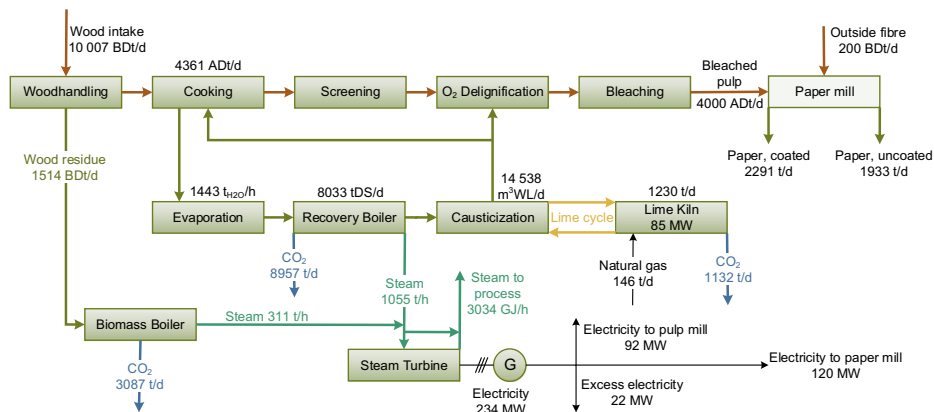 Wood intake
10 007 BDt/d
Outside fibre
200 BDt/d
4361 ADt/d
Bleached
pulp
Woodhandling
Cooking
Screening
O₂ Delignification
Bleaching
4000 ADt/d
Paper mill
Wood residue
1514 BDt/d
Paper, coated
2291 t/d
Paper, uncoated
1933 t/d
1443 t_H2O/h
8033 tDS/d
14 538
m³WL/d
1230 t/d
Evaporation
Recovery Boiler
Causticization
Lime cycle
Lime Kiln
85 MW
CO₂
8957 t/d
Natural gas
146 t/d
CO₂
1132 t/d
Steam
1055 t/h
Steam to
process
3034 GJ/h
Biomass Boiler
Steam 311 t/h
CO₂
3087 t/d
Steam Turbine
G
Electricity
234 MW
Electricity to pulp mill
92 MW
Electricity to paper mill
120 MW
Excess electricity
22 MW